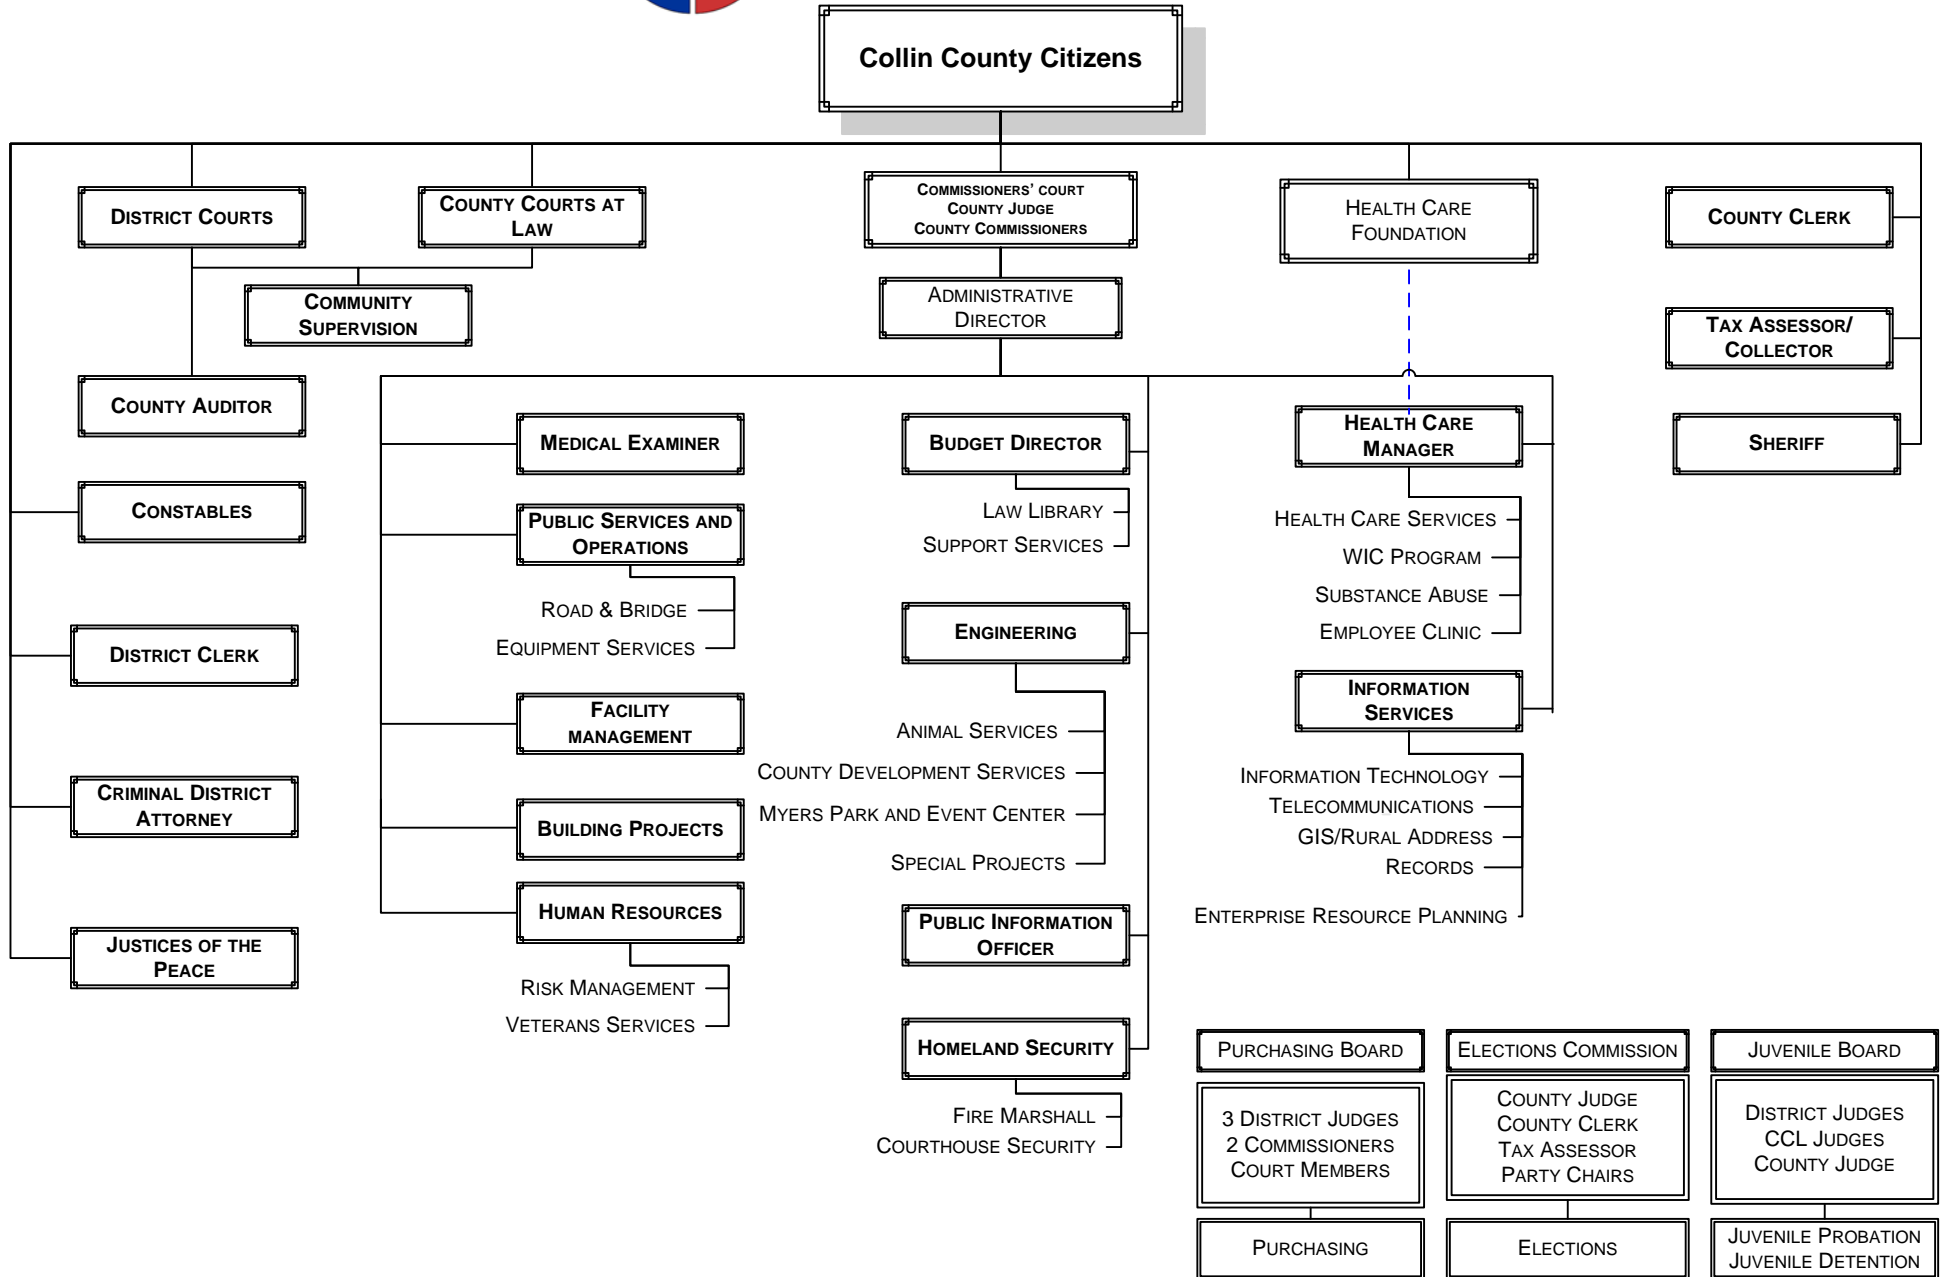 Collin County Citizens
DISTRICT COURTS
COUNTY COURTS AT
LAW
COMMISSIONERS' COURT
COUNTY JUDGE
COUNTY COMMISSIONERS
HEALTH CARE
FOUNDATION
COUNTY CLERK
COMMUNITY
SUPERVISION
ADMINISTRATIVE
DIRECTOR
TAX ASSESSOR/
COLLECTOR
COUNTY AUDITOR
SHERIFF
CONSTABLES
DISTRICT CLERK
CRIMINAL DISTRICT
ATTORNEY
JUSTICES OF THE
PEACE
MEDICAL EXAMINER
PUBLIC SERVICES AND
OPERATIONS
ROAD & BRIDGE
EQUIPMENT SERVICES
FACILITY
MANAGEMENT
BUILDING PROJECTS
HUMAN RESOURCES
RISK MANAGEMENT
VETERANS SERVICES
BUDGET DIRECTOR
LAW LIBRARY
SUPPORT SERVICES
ENGINEERING
ANIMAL SERVICES
COUNTY DEVELOPMENT SERVICES
MYERS PARK AND EVENT CENTER
SPECIAL PROJECTS
PUBLIC INFORMATION
OFFICER
HOMELAND SECURITY
FIRE MARSHALL
COURTHOUSE SECURITY
HEALTH CARE
MANAGER
HEALTH CARE SERVICES
WIC PROGRAM
SUBSTANCE ABUSE
EMPLOYEE CLINIC
INFORMATION
SERVICES
INFORMATION TECHNOLOGY
TELECOMMUNICATIONS
GIS/RURAL ADDRESS
RECORDS
ENTERPRISE RESOURCE PLANNING
PURCHASING BOARD
3 DISTRICT JUDGES
2 COMMISSIONERS
COURT MEMBERS
PURCHASING
ELECTIONS COMMISSION
COUNTY JUDGE
COUNTY CLERK
TAX ASSESSOR
PARTY CHAIRS
ELECTIONS
JUVENILE BOARD
DISTRICT JUDGES
CCL JUDGES
COUNTY JUDGE
JUVENILE PROBATION
JUVENILE DETENTION